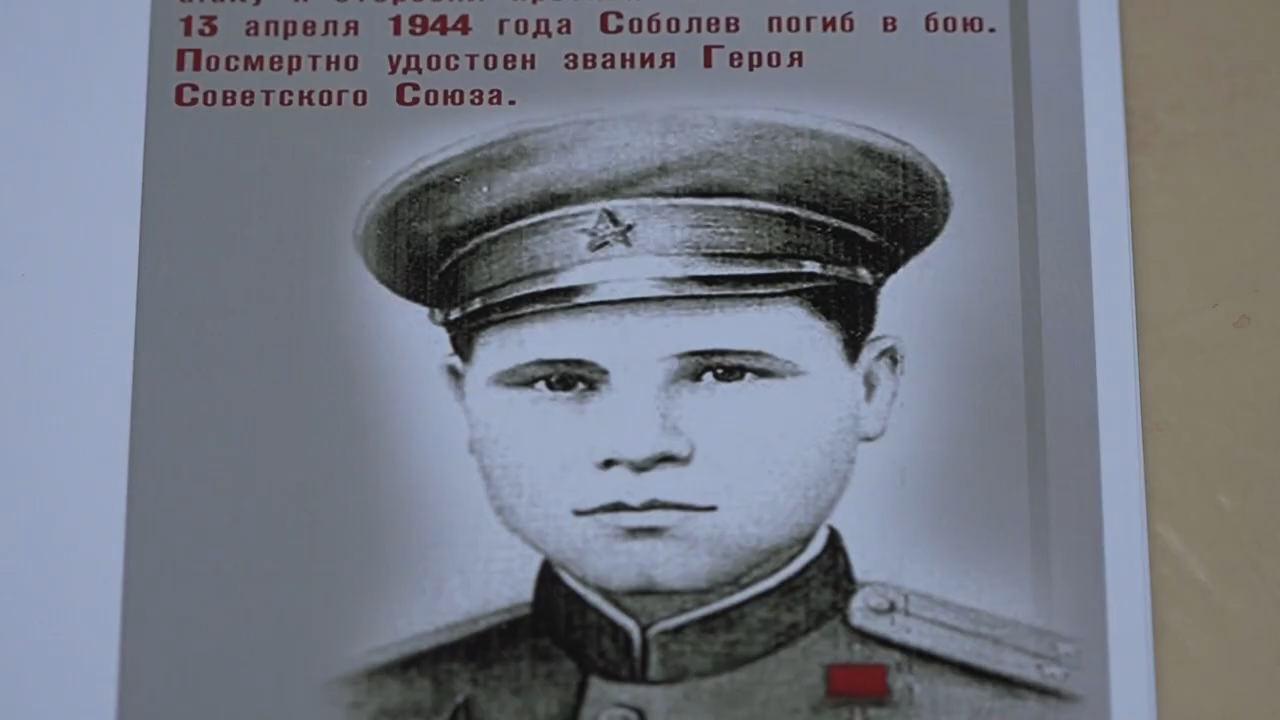 13 апреля 1944 года Соболев погиб в бою.
Посмертно удостоен звания Героя
Советского Союза.